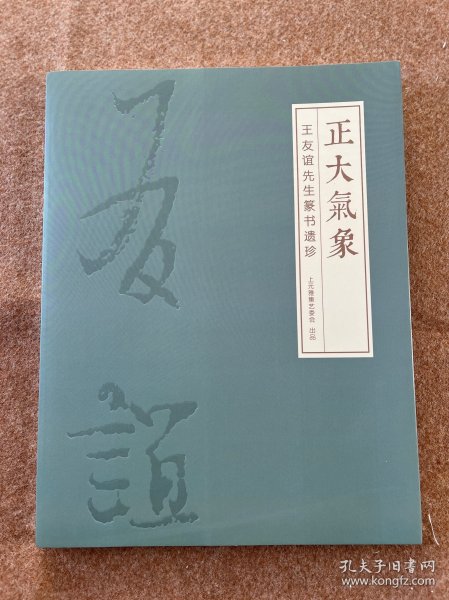 正大氣象
王友谊先生篆书遗珍
上元雅集艺委会 出品
友
誼
孔夫子旧书网
www.kongfz.com